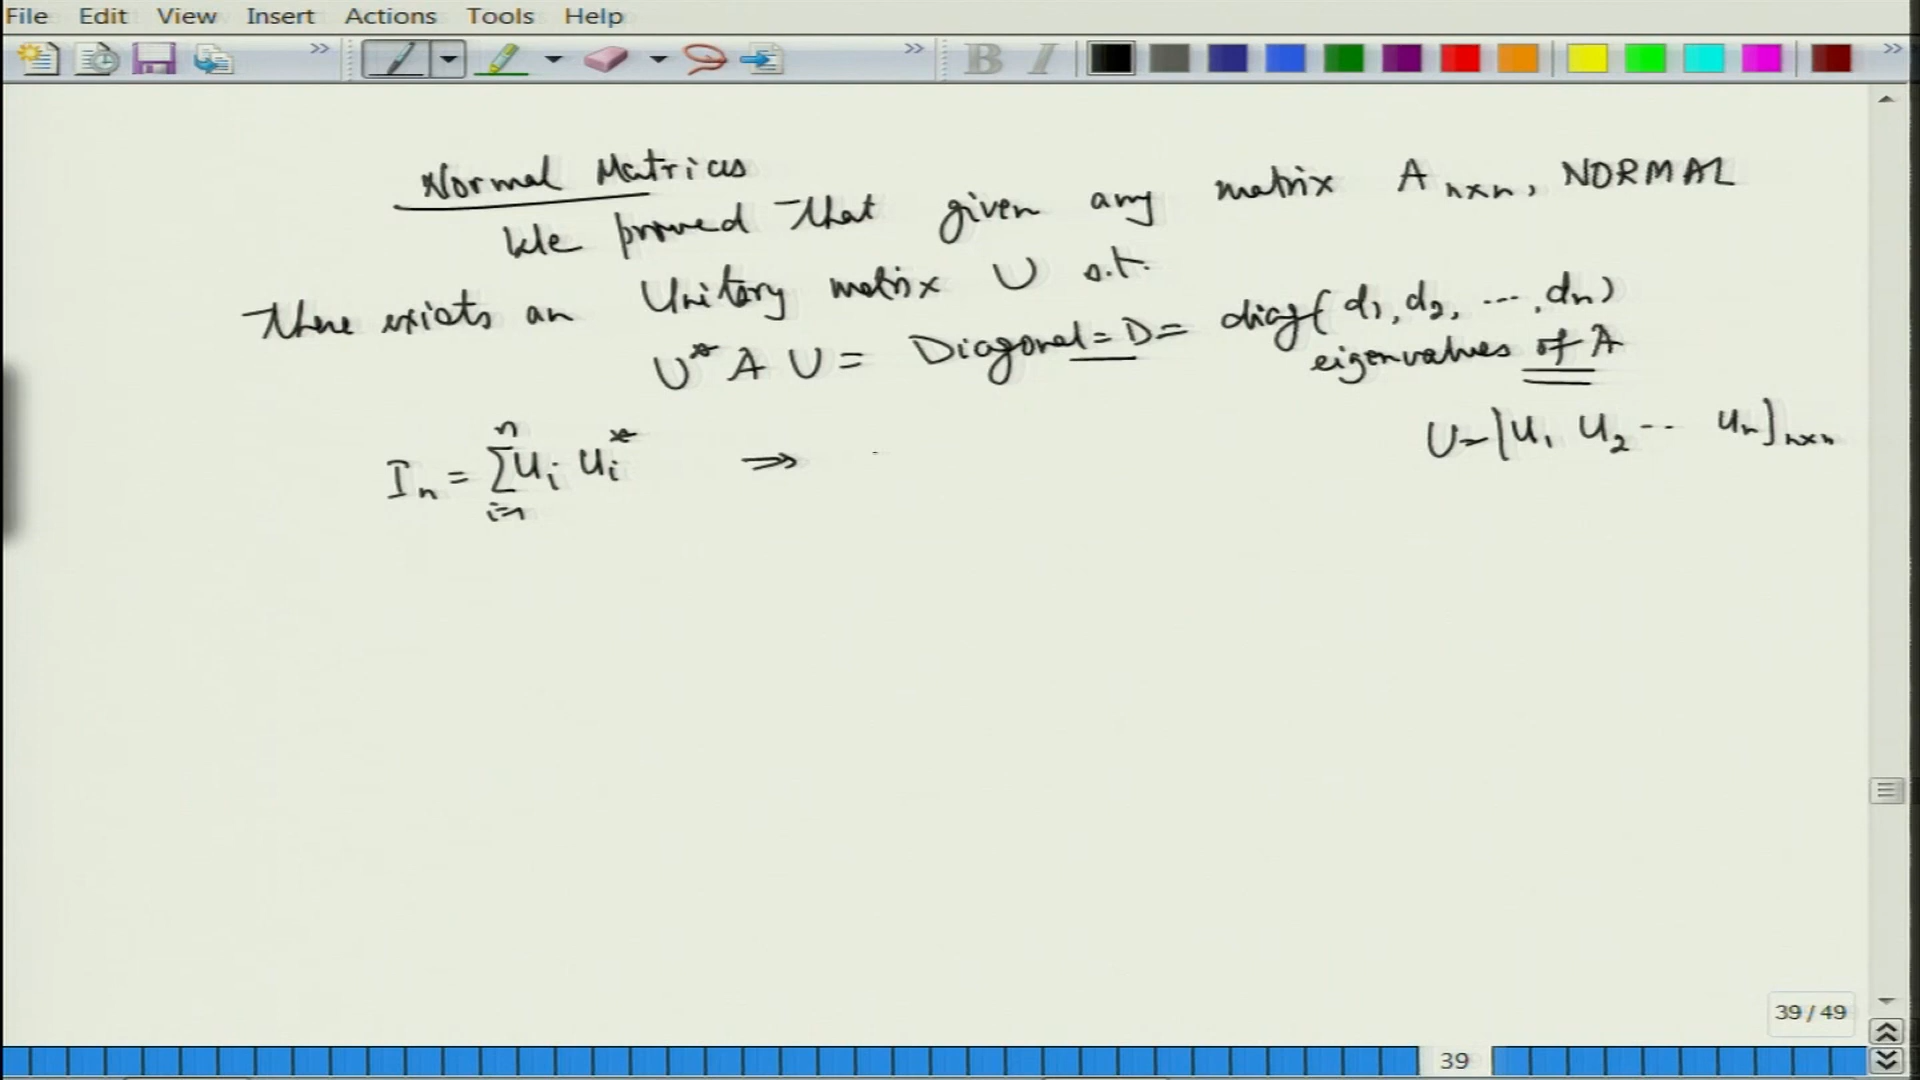 File Edit View Insert Actions Tools Help
B I
Normal Matrices
We proved that given any matrix A n×n, NORMAL
There exists an Unitary matrix U s.t.
U* A U = Diagonal = D = diag(d1, d2, ..., dn)
eigenvalues of A
U = [u1 u2 -- un] n×n
In = Σ ui ui* ⇒
n
i=1
39 / 49
39